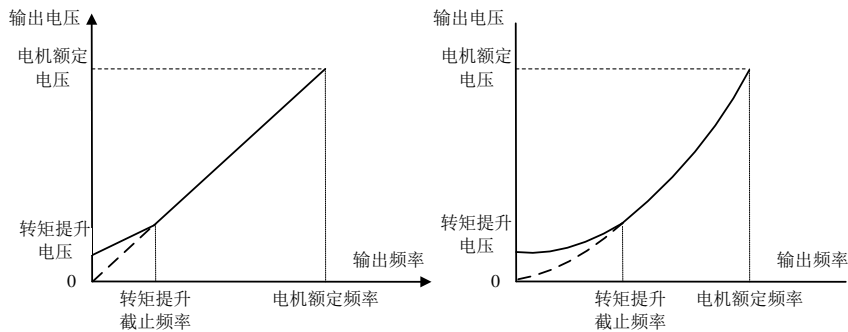 输出电压
电机额定
电压
转矩提升
电压
0
输出频率
转矩提升
截止频率
电机额定频率
输出电压
电机额定
电压
转矩提升
电压
0
输出频率
转矩提升
截止频率
电机额定频率